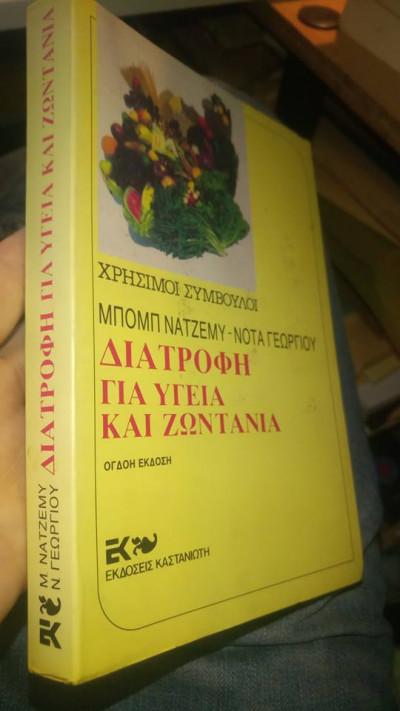 ΧΡΗΣΙΜΟΙ ΣΥΜΒΟΥΛΟΙ
ΜΠΟΜΠ ΝΑΤΖΕΜΥ-ΝΟΤΑ ΓΕΩΡΓΙΟΥ
ΔΙΑΤΡΟΦΗ
ΓΙΑ ΥΓΕΙΑ
ΚΑΙ ΖΩΝΤΑΝΙΑ
ΟΓΔΟΗ ΕΚΔΟΣΗ
ΕΚ
ΕΚΔΟΣΕΙΣ ΚΑΣΤΑΝΙΩΤΗ
ΕΚ
Μ. ΝΑΤΖΕΜΥ
Ν. ΓΕΩΡΓΙΟΥ
ΔΙΑΤΡΟΦΗ ΓΙΑ ΥΓΕΙΑ ΚΑΙ ΖΩΝΤΑΝΙΑ